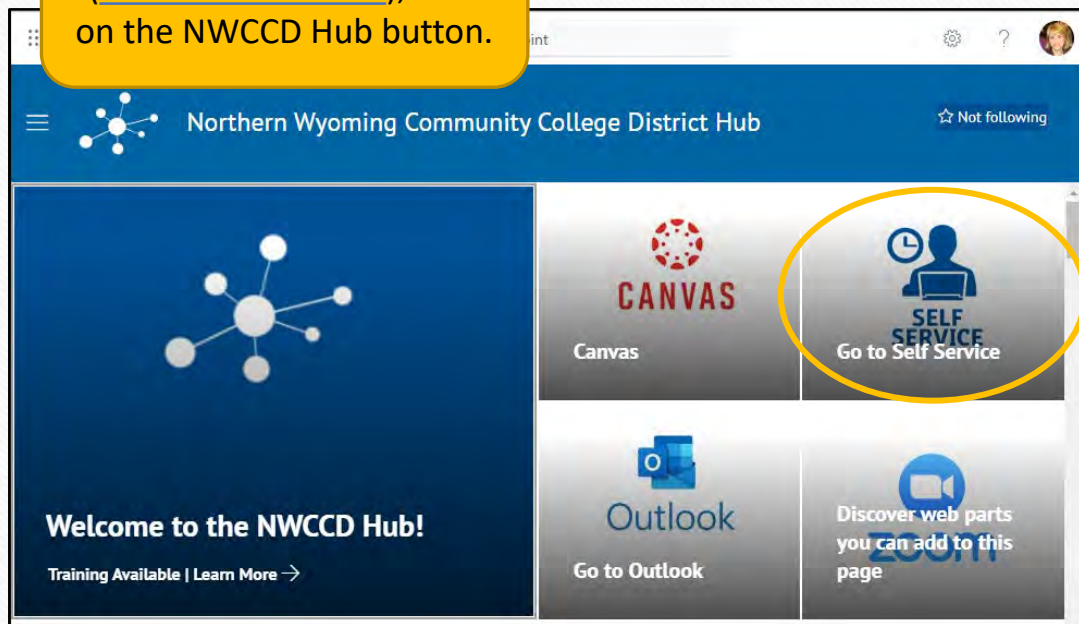 on the NWCCD Hub button.
?
Northern Wyoming Community College District Hub
Not following
CANVAS
Canvas
SELF
SERVICE
Go to Self Service
Welcome to the NWCCD Hub!
Training Available | Learn More →
Outlook
Go to Outlook
zoom
Discover web parts
you can add to this
page